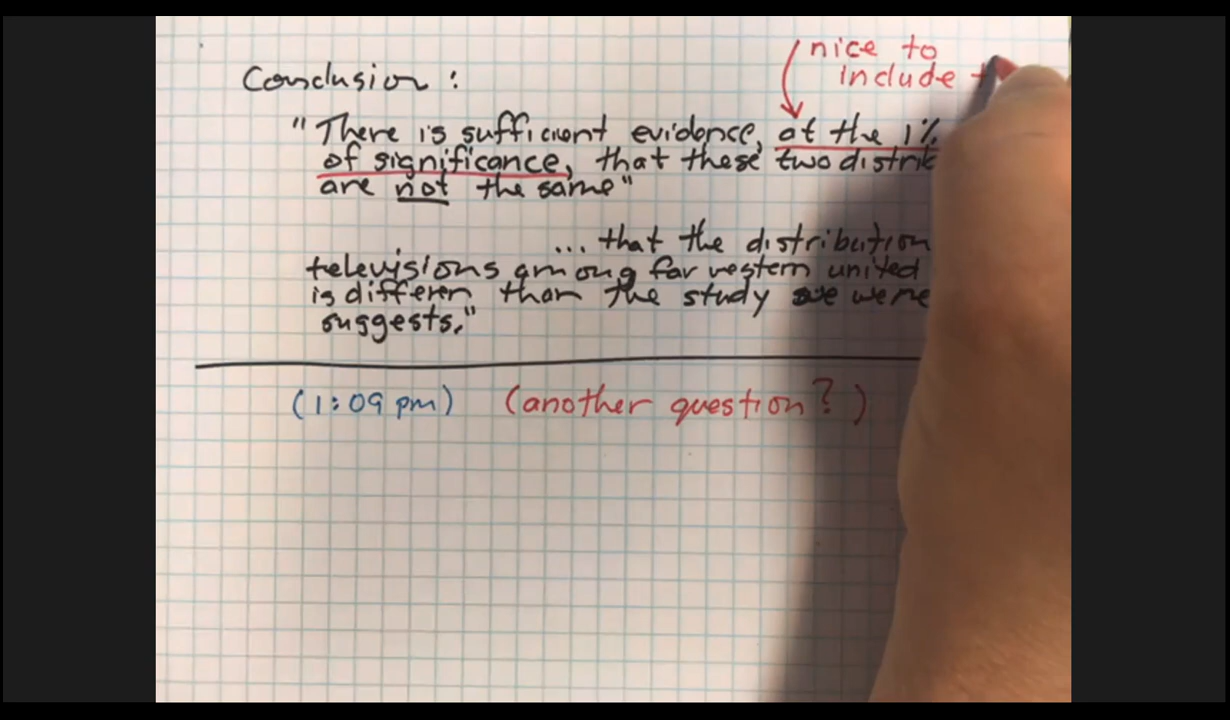 nice to
include
Conclusion:
"There is sufficient evidence, at the 1%
of significance, that these two distrib
are not the same"
... that the distribution
televisions among far western united
is differen than the study we were
suggests."
(1:09 pm) (another question?)